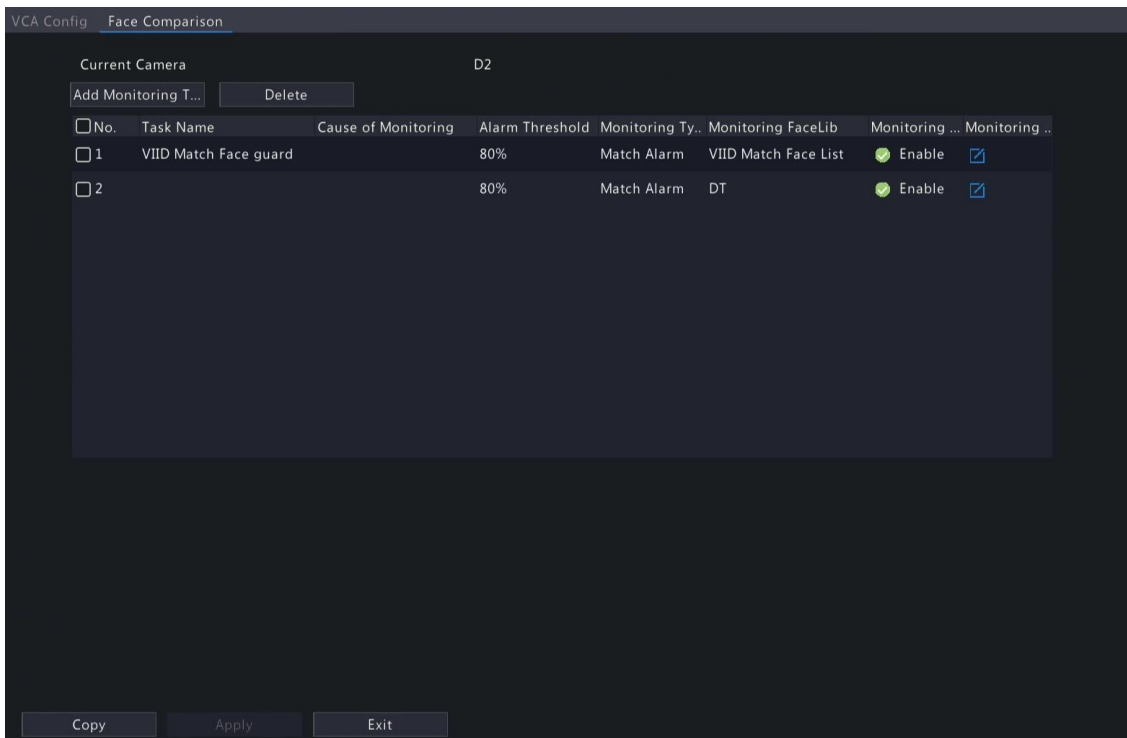 VCA Config Face Comparison
Current Camera D2
Add Monitoring T... Delete
No. Task Name Cause of Monitoring Alarm Threshold Monitoring Ty.. Monitoring FaceLib Monitoring ... Monitoring ..
1 VIID Match Face guard 80% Match Alarm VIID Match Face List Enable
2 80% Match Alarm DT Enable
Copy Apply Exit